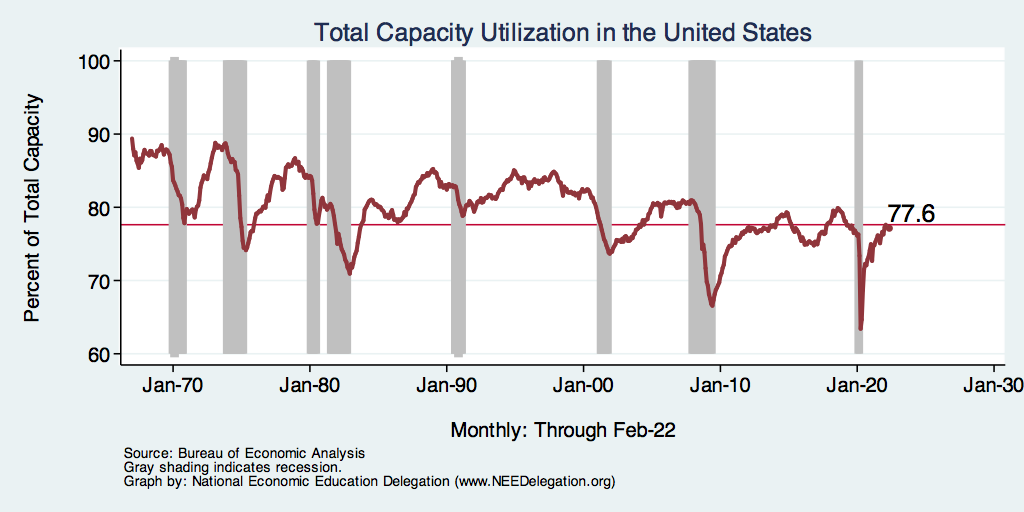 Total Capacity Utilization in the United States
Percent of Total Capacity
100
90
80
70
60
77.6
Jan-70 Jan-80 Jan-90 Jan-00 Jan-10 Jan-20 Jan-30
Monthly: Through Feb-22
Source: Bureau of Economic Analysis
Gray shading indicates recession.
Graph by: National Economic Education Delegation (www.NEEDelegation.org)